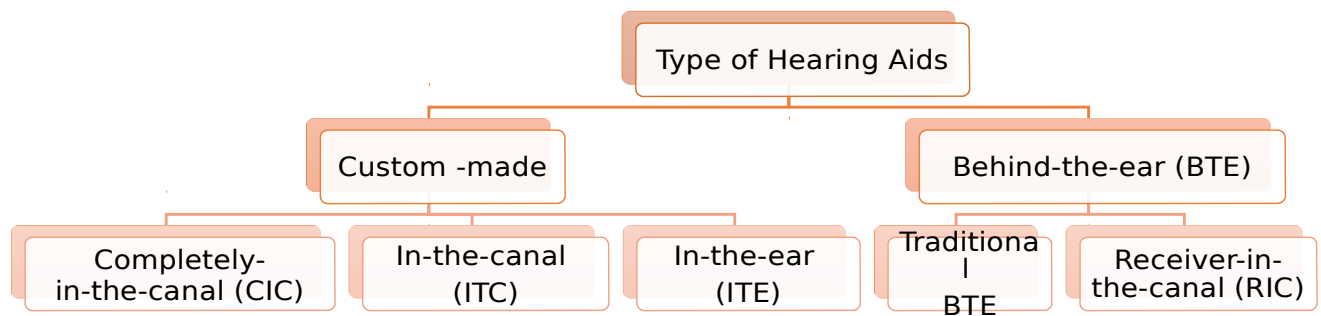 Type of Hearing Aids
Custom -made
Behind-the-ear (BTE)
Completely-
in-the-canal (CIC)
In-the-canal
(ITC)
In-the-ear
(ITE)
Traditiona
l
BTE
Receiver-in-
the-canal (RIC)